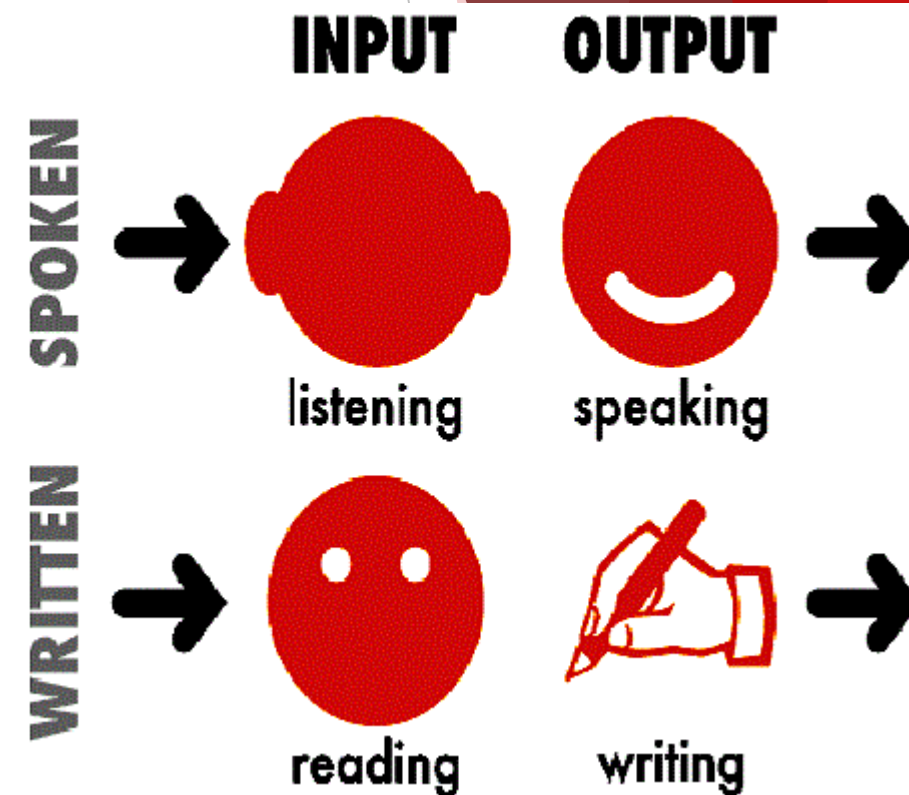 INPUT OUTPUT
SPOKEN
listening speaking
WRITTEN
reading writing